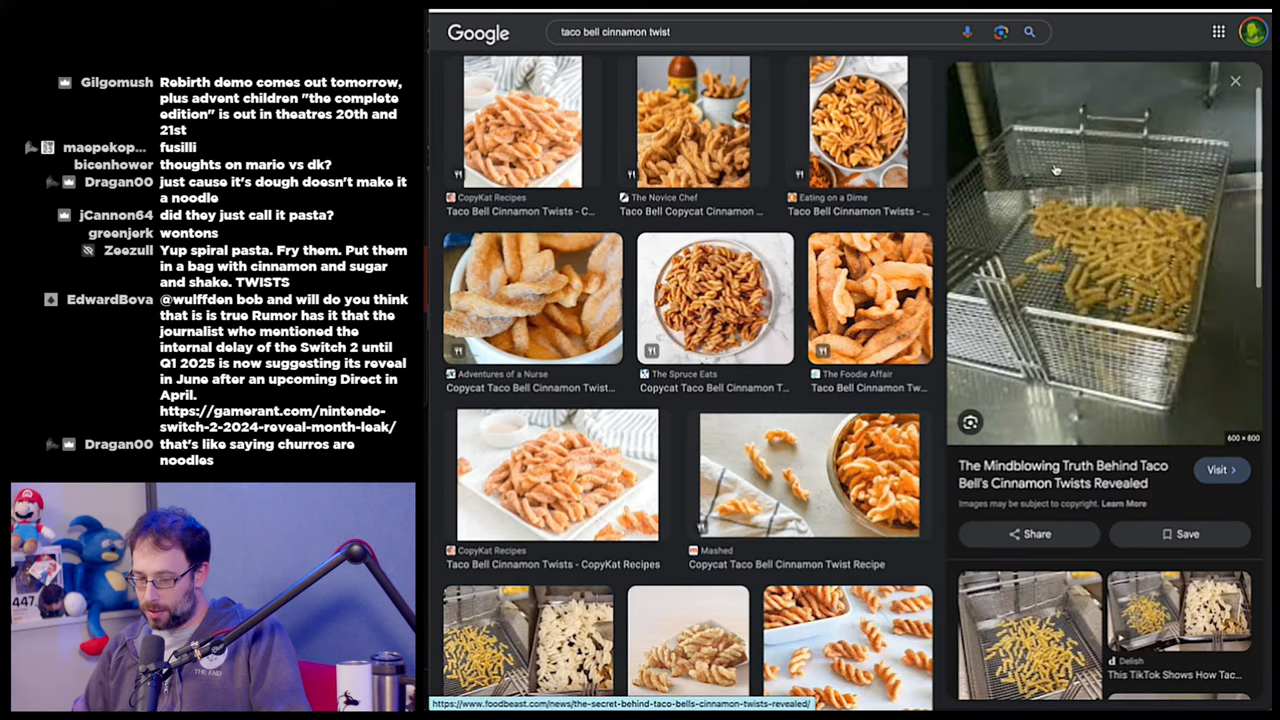 Gilgomush Rebirth demo comes out tomorrow,
plus advent children "the complete
edition" is out in theatres 20th and
21st
maepekop... fusilli
bicenhower thoughts on mario vs dk?
Dragan00 just cause it's dough doesn't make it
a noodle
jCannon64 did they just call it pasta?
greenjerk wontons
Zeezull Yup spiral pasta. Fry them. Put them
in a bag with cinnamon and sugar
and shake. TWISTS
EdwardBova @wulffden bob and will do you think
that is is true Rumor has it that the
journalist who mentioned the
internal delay of the Switch 2 until
Q1 2025 is now suggesting its reveal
in June after an upcoming Direct in
April.
https://gamerant.com/nintendo-
switch-2-2024-reveal-month-leak/
Dragan00 that's like saying churros are
noodles
447
THE END
Google
taco bell cinnamon twist
CopyKat Recipes
Taco Bell Cinnamon Twists - C...
The Novice Chef
Taco Bell Copycat Cinnamon ...
Eating on a Dime
Taco Bell Cinnamon Twists - ...
Adventures of a Nurse
Copycat Taco Bell Cinnamon Twist...
The Spruce Eats
Copycat Taco Bell Cinnamon T...
The Foodie Affair
Taco Bell Cinnamon Tw...
CopyKat Recipes
Taco Bell Cinnamon Twists - CopyKat Recipes
Mashed
Copycat Taco Bell Cinnamon Twist Recipe
https://www.foodbeast.com/news/the-secret-behind-taco-bells-cinnamon-twists-revealed/
600 × 800
The Mindblowing Truth Behind Taco
Bell's Cinnamon Twists Revealed
Visit >
Images may be subject to copyright. Learn More
Share
Save
Delish
This TikTok Shows How Tac...